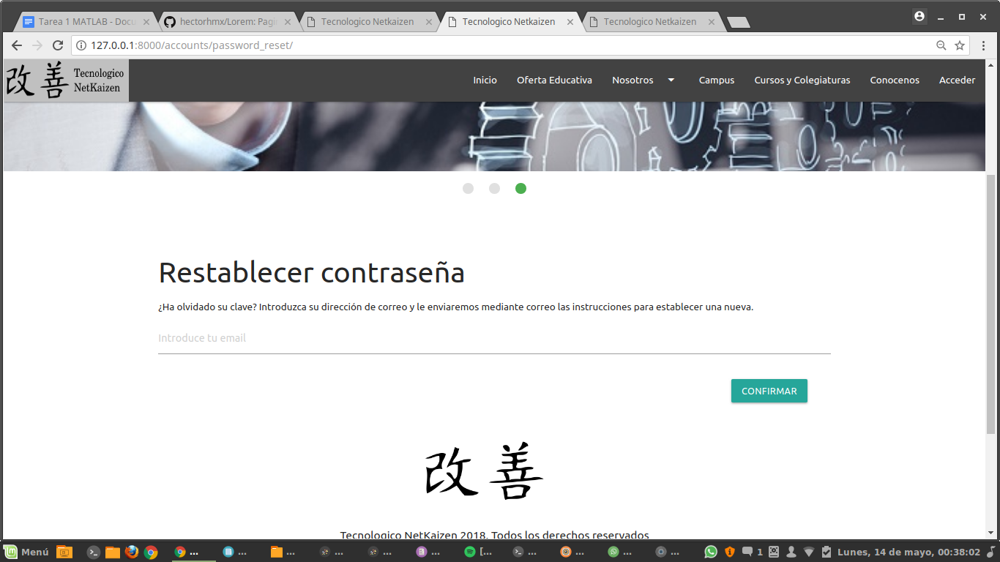 Tarea 1 MATLAB - Docu
hectorhmx/Lorem: Pagi
Tecnologico Netkaizen
Tecnologico Netkaizen
Tecnologico Netkaizen
127.0.0.1:8000/accounts/password_reset/
改善
Tecnologico
NetKaizen
Inicio
Oferta Educativa
Nosotros
Campus
Cursos y Colegiaturas
Conocenos
Acceder
Restablecer contraseña
¿Ha olvidado su clave? Introduzca su dirección de correo y le enviaremos mediante correo las instrucciones para establecer una nueva.
Introduce tu email
CONFIRMAR
改善
Tecnologico NetKaizen 2018. Todos los derechos reservados
Menú
...
...
...
...
...
...
[...
...
...
...
...
1
Lunes, 14 de mayo, 00:38:02